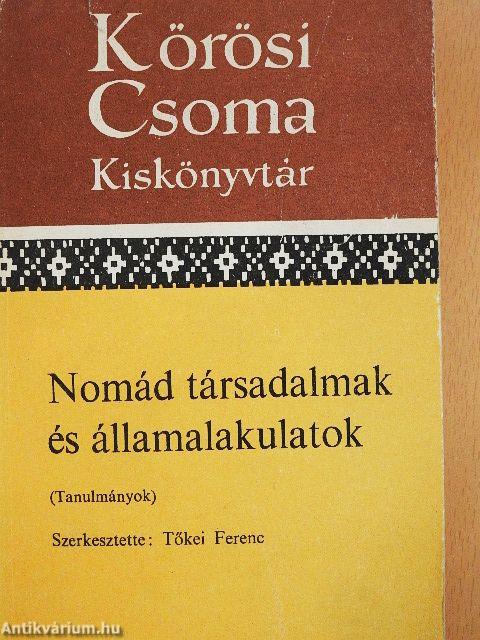 Kőrösi
Csoma
Kiskönyvtár
Nomád társadalmak
és államalakulatok
(Tanulmányok)
Szerkesztette: Tőkei Ferenc
Antikvárium.hu